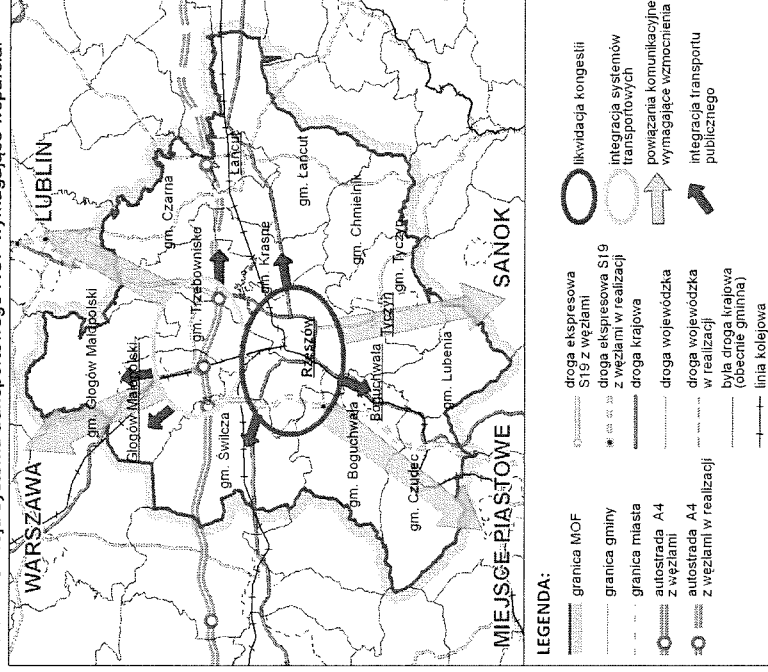 WARSZAWA
LUBLIN
gm. Głogów Małopolski
Głogów Małopolski
gm. Czarna
gm. Trzebownisko
Łańcut
gm. Świlcza
gm. Krasne
gm. Łańcut
Rzeszów
gm. Chmielnik
gm. Boguchwała
Boguchwała
Tyczyn
gm. Tyczyn
gm. Czudec
gm. Lubenia
MIEJSCE PIASTOWE
SANOK
LEGENDA:
granica MOF
granica gminy
granica miasta
autostrada A4
z węzłami
autostrada A4
z węzłami w realizacji
droga ekspresowa
S19 z węzłami
droga ekspresowa S19
z węzłami w realizacji
droga krajowa
droga wojewódzka
droga wojewódzka
w realizacji
była droga krajowa
(obecnie gminna)
linia kolejowa
likwidacja kongestii
integracja systemów
transportowych
powiązania komunikacyjne
wymagające wzmocnienia
integracja transportu
publicznego